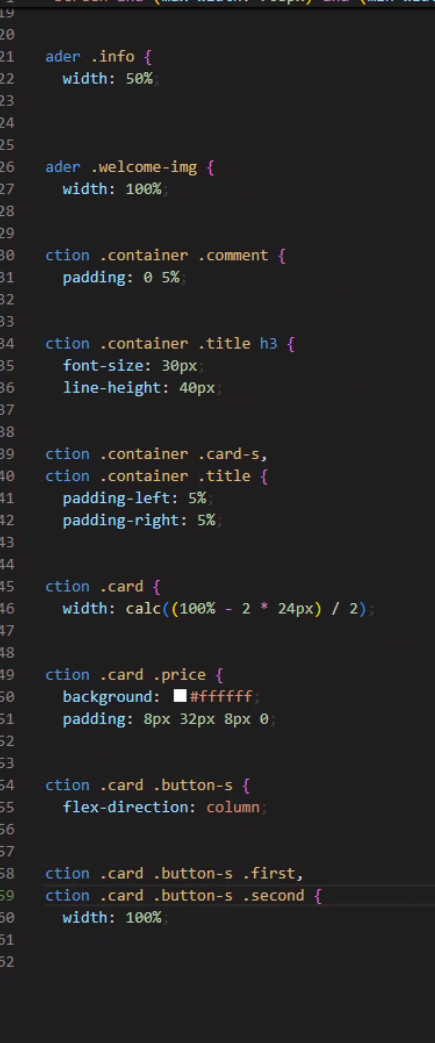 19
20
21 ader .info {
22 width: 50%;
23
24
25
26 ader .welcome-img {
27 width: 100%;
28
29
30 ction .container .comment {
31 padding: 0 5%;
32
33
34 ction .container .title h3 {
35 font-size: 30px;
36 line-height: 40px;
37
38
39 ction .container .card-s,
40 ction .container .title {
41 padding-left: 5%;
42 padding-right: 5%;
43
44
45 ction .card {
46 width: calc((100% - 2 * 24px) / 2);
47
48
49 ction .card .price {
50 background: #ffffff;
51 padding: 8px 32px 8px 0;
52
53
54 ction .card .button-s {
55 flex-direction: column;
56
57
58 ction .card .button-s .first,
59 ction .card .button-s .second {
60 width: 100%;
61
62